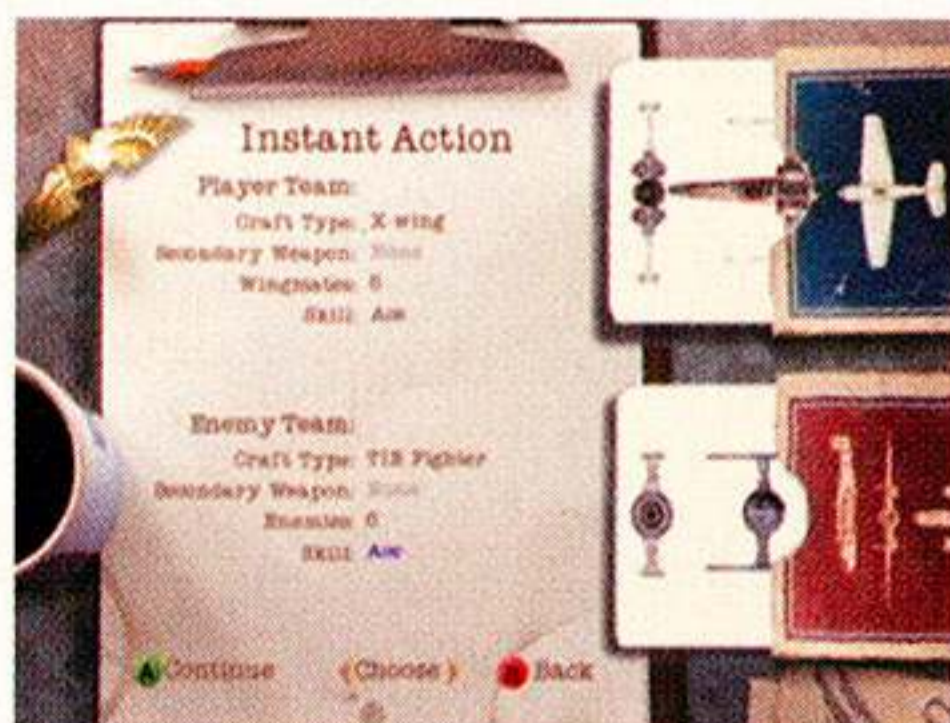 Instant Action
Player Team:
Craft Type: X wing
Secondary Weapon: None
Wingmates: 6
Skill: Ace
Enemy Team:
Craft Type: TIE Fighter
Secondary Weapon: None
Enemies: 6
Skill: Ace
A Continue
Choose
Back